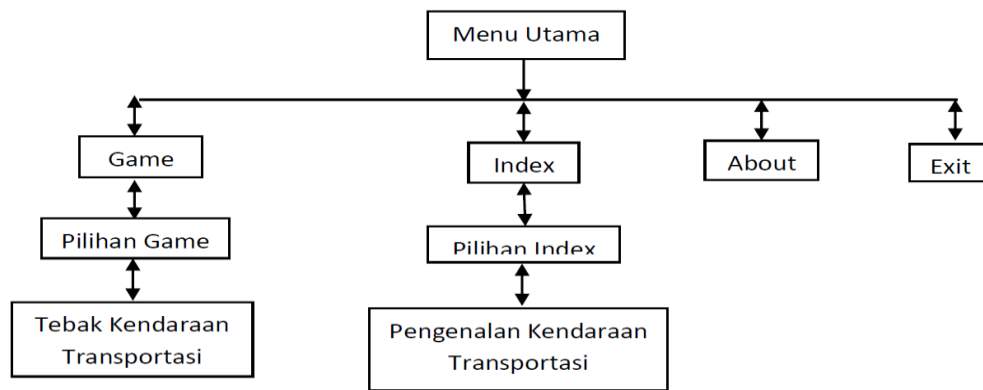 Menu Utama
Game
Index
About
Exit
Pilihan Game
Pilihan Index
Tebak Kendaraan
Transportasi
Pengenalan Kendaraan
Transportasi